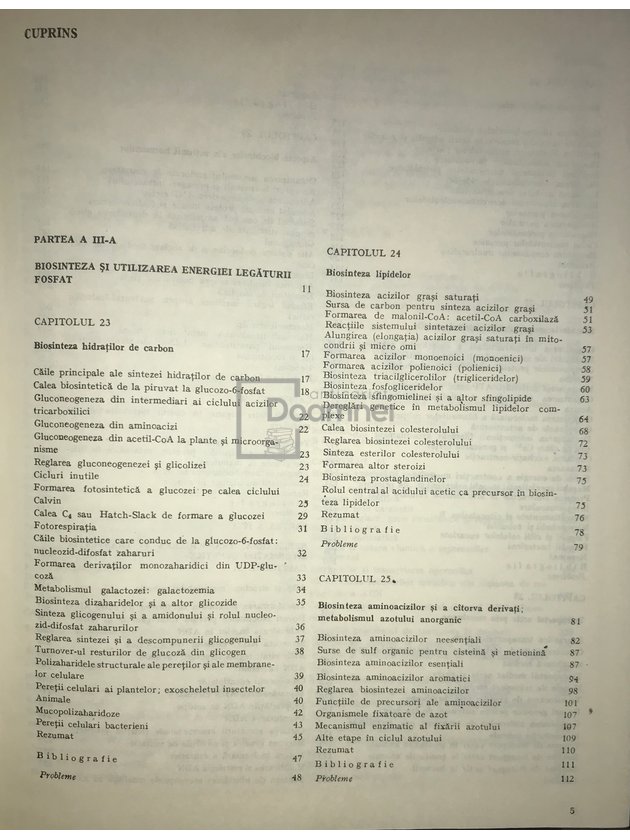 CUPRINS
PARTEA A III-A
BIOSINTEZA ȘI UTILIZAREA ENERGIEI LEGĂTURII
FOSFAT 11
CAPITOLUL 23
Biosinteza hidraților de carbon 17
Căile principale ale sintezei hidraților de carbon 17
Calea biosintetică de la piruvat la glucozo-6-fosfat 18
Gluconeogeneza din intermediari ai ciclului acizilor
tricarboxilici 22
Gluconeogeneza din aminoacizi 22
Gluconeogeneza din acetil-CoA la plante și microorga-
nisme 23
Reglarea gluconeogenezei și glicolizei 23
Cicluri inutile 24
Formarea fotosintetică a glucozei pe calea ciclului
Calvin 25
Calea C₄ sau Hatch-Slack de formare a glucozei 29
Fotorespirația 31
Căile biosintetice care conduc de la glucozo-6-fosfat:
nucleozid-difosfat zaharuri 32
Formarea derivaților monozaharidici din UDP-glu-
coză 33
Metabolismul galactozei: galactozemia 34
Biosinteza dizaharidelor și a altor glicozide 35
Sinteza glicogenului și a amidonului și rolul nucleo-
zid-difosfat zaharurilor 36
Reglarea sintezei și a descompunerii glicogenului 37
Turnover-ul resturilor de glucoză din glicogen 38
Polizaharidele structurale ale pereților și ale membrane-
lor celulare 39
Pereții celulari ai plantelor; exoscheletul insectelor 40
Animale 40
Mucopolizaharidoze 42
Pereții celulari bacterieni 43
Rezumat 45
Bibliografie 47
Probleme 48
CAPITOLUL 24
Biosinteza lipidelor
Biosinteza acizilor grași saturați 49
Sursa de carbon pentru sinteza acizilor grași 51
Formarea de malonil-CoA: acetil-CoA carboxilază 51
Reacțiile sistemului sintetazei acizilor grași 53
Alungirea (elongația) acizilor grași saturați în mito-
condrii și micro omi 57
Formarea acizilor monoenoici (monoenici) 57
Formarea acizilor polienoici (polienici) 58
Biosinteza triacilglicerolilor (trigliceridelor) 59
Biosinteza fosfogliceridelor 60
Biosinteza sfingomielinei și a altor sfingolipide 63
Dereglări genetice în metabolismul lipidelor com-
plexe 64
Calea biosintezei colesterolului 68
Reglarea biosintezei colesterolului 72
Sinteza esterilor colesterolului 73
Formarea altor steroizi 73
Biosinteza prostaglandinelor 75
Rolul central al acidului acetic ca precursor în biosin-
teza lipidelor 75
Rezumat 76
Bibliografie 78
Probleme 79
CAPITOLUL 25
Biosinteza aminoacizilor și a cîtorva derivați;
metabolismul azotului anorganic 81
Biosinteza aminoacizilor neesențiali 82
Surse de sulf organic pentru cisteină și metionină 87
Biosinteza aminoacizilor esențiali 87
Biosinteza aminoacizilor aromatici 94
Reglarea biosintezei aminoacizilor 98
Funcțiile de precursori ale aminoacizilor 101
Organismele fixatoare de azot 107
Mecanismul enzimatic al fixării azotului 107
Alte etape în ciclul azotului 109
Rezumat 110
Bibliografie 111
Probleme 112
5